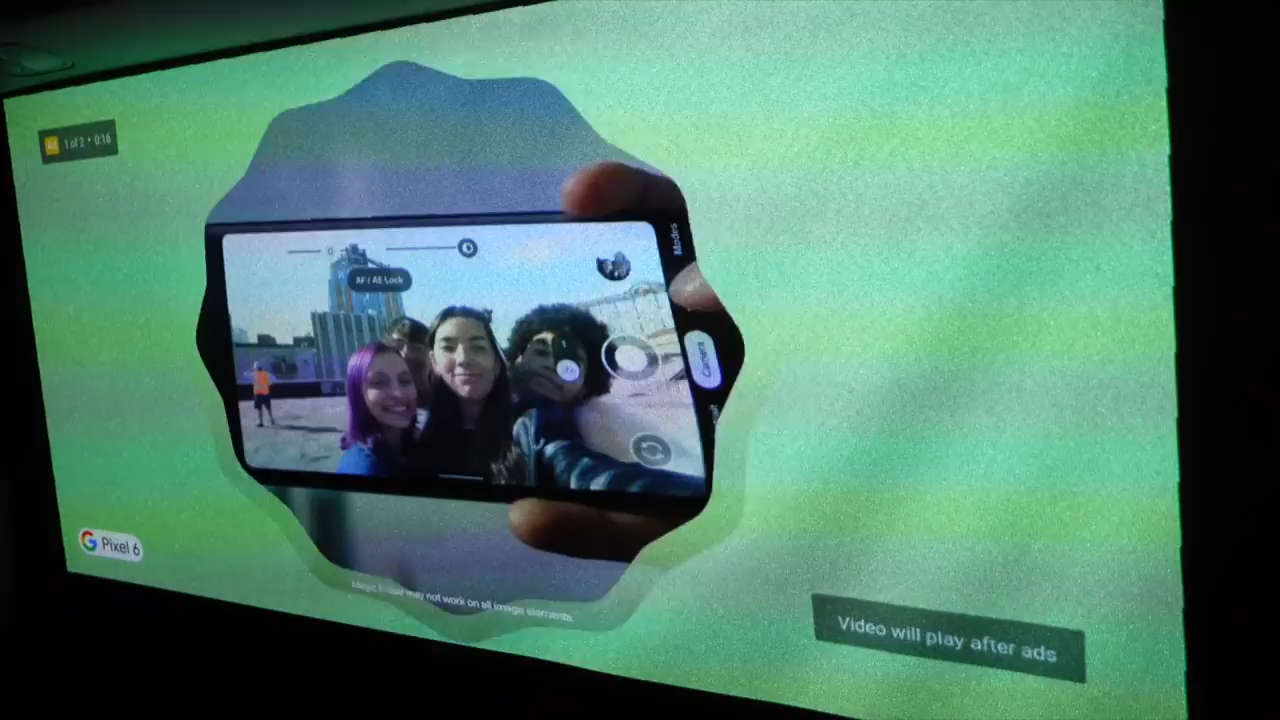 Ad 1 of 2 • 0:16
Modes
AF / AE Lock
Camera
G Pixel 6
may not work on all image elements.
Video will play after ads